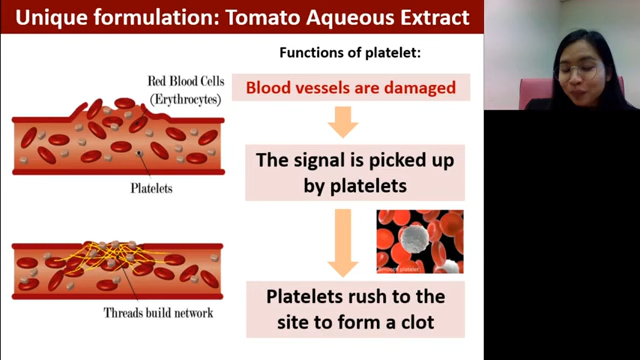 Unique formulation: Tomato Aqueous Extract
Functions of platelet:
Red Blood Cells
(Erythrocytes)
Platelets
Threads build network
Blood vessels are damaged
The signal is picked up
by platelets
Platelets rush to the
site to form a clot